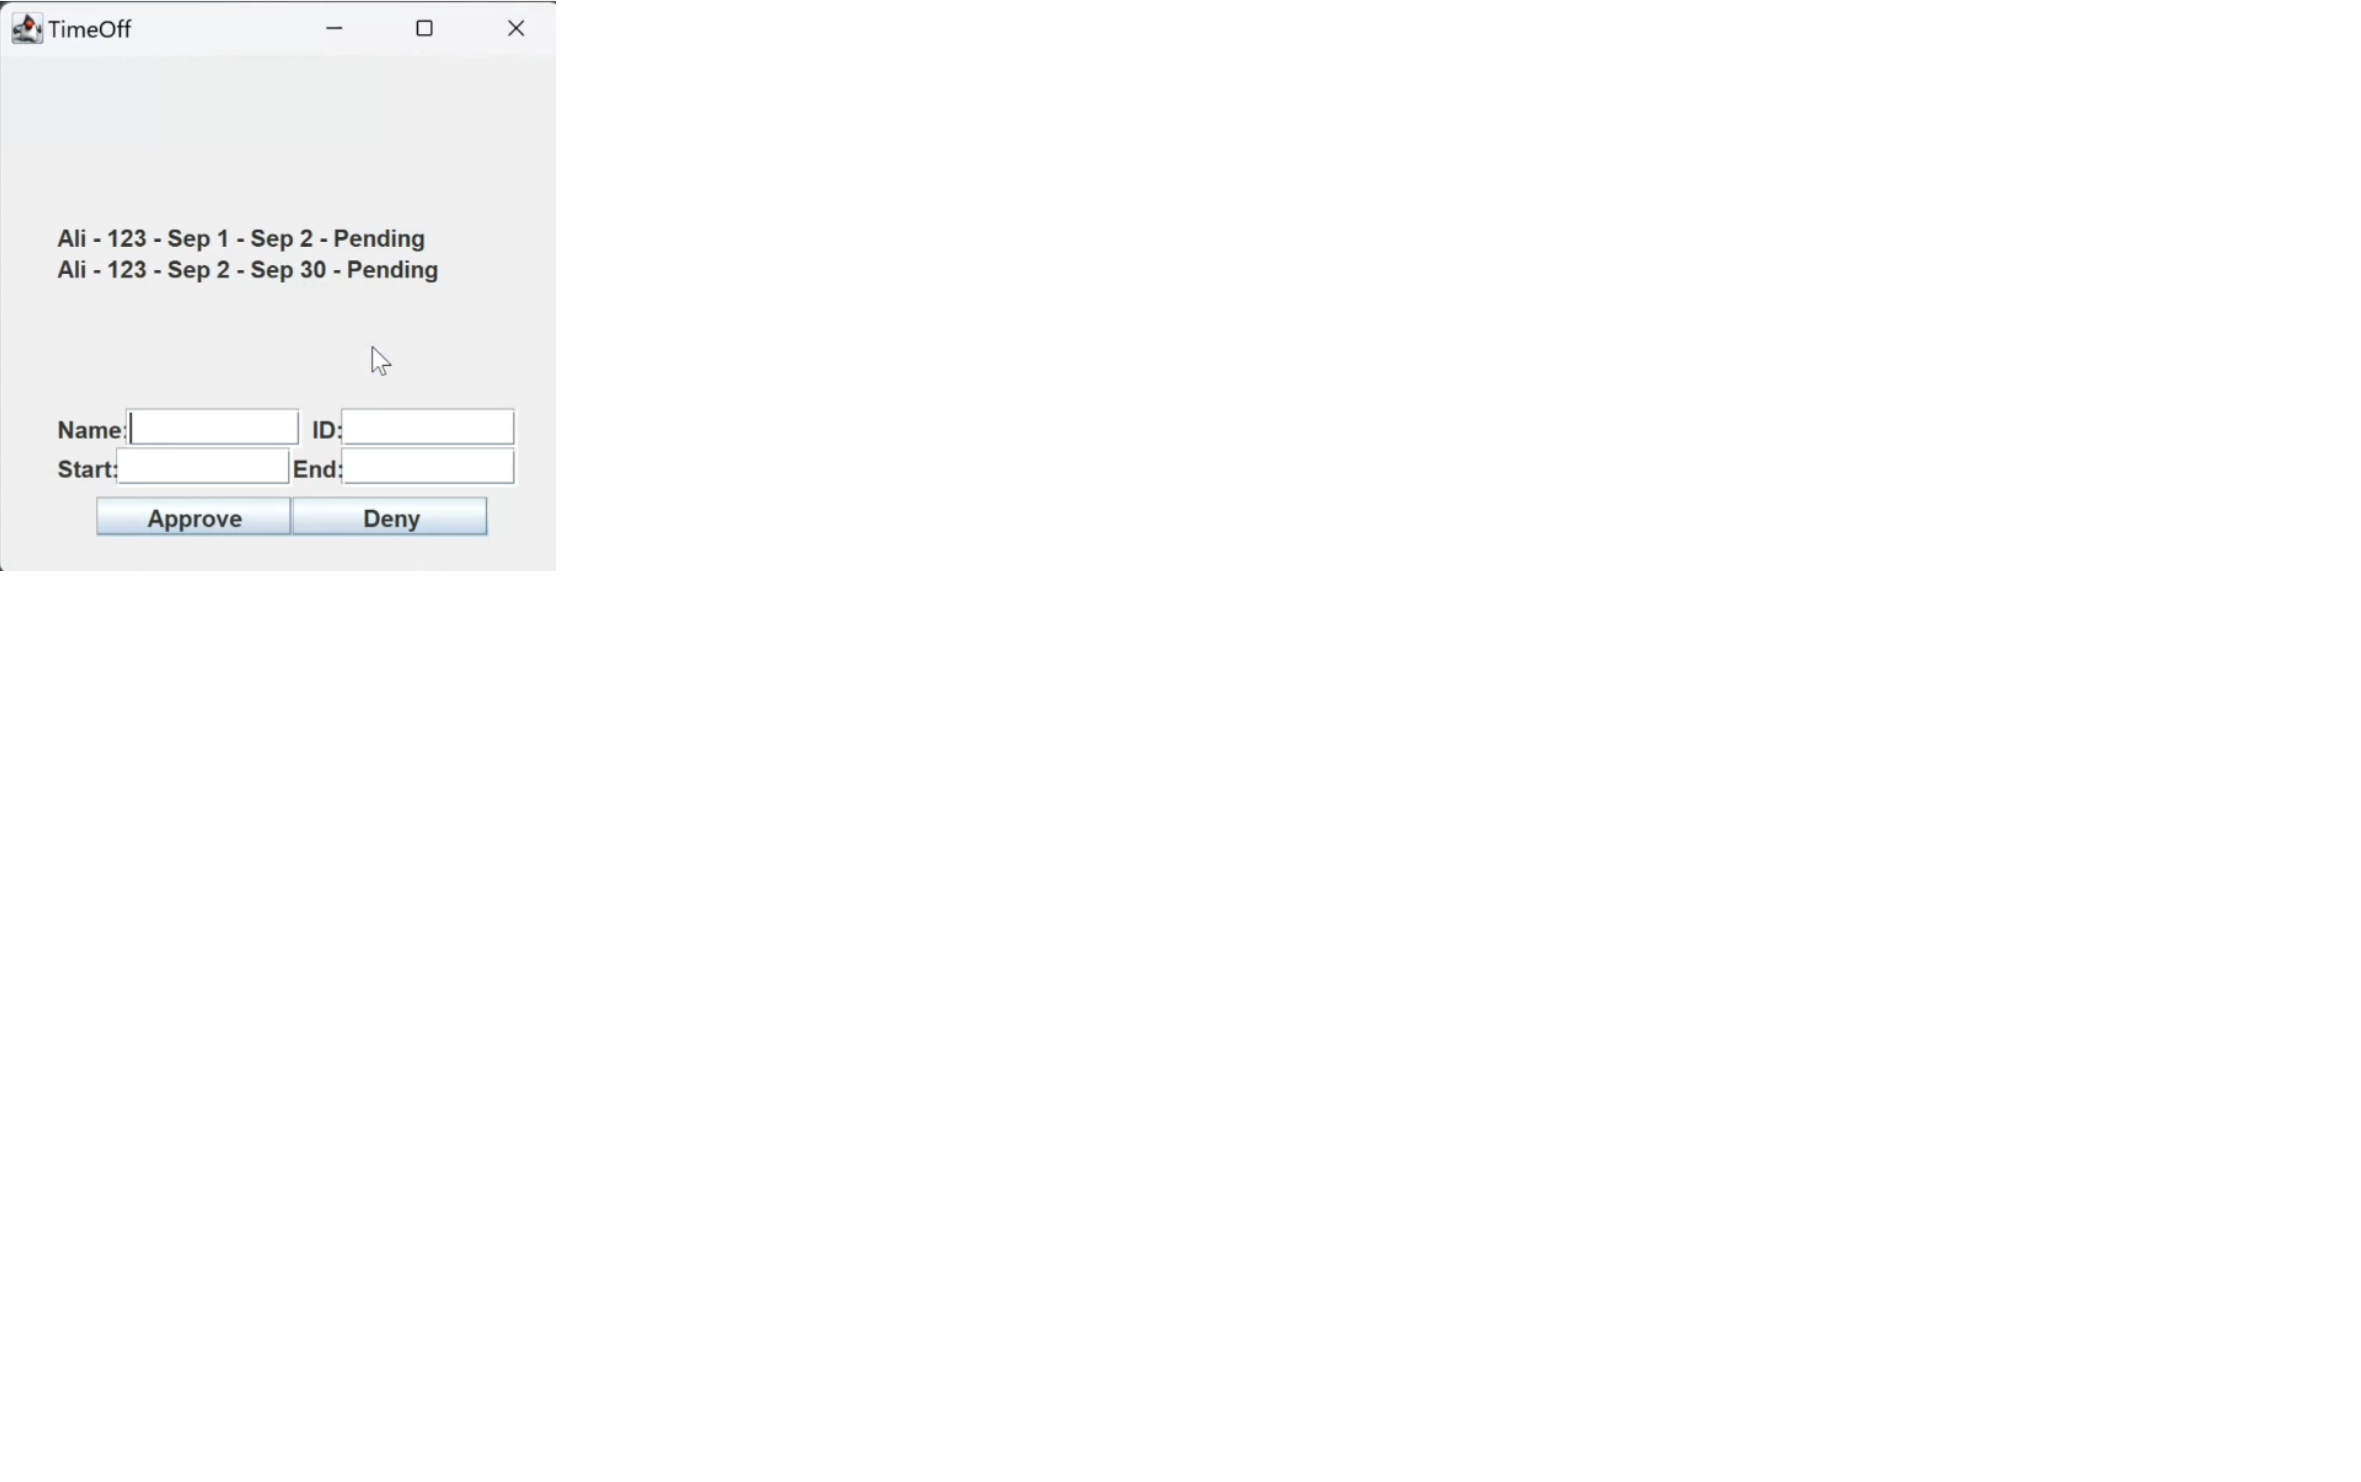 TimeOff
Ali - 123 - Sep 1 - Sep 2 - Pending
Ali - 123 - Sep 2 - Sep 30 - Pending
Name: ID:
Start: End:
Approve Deny